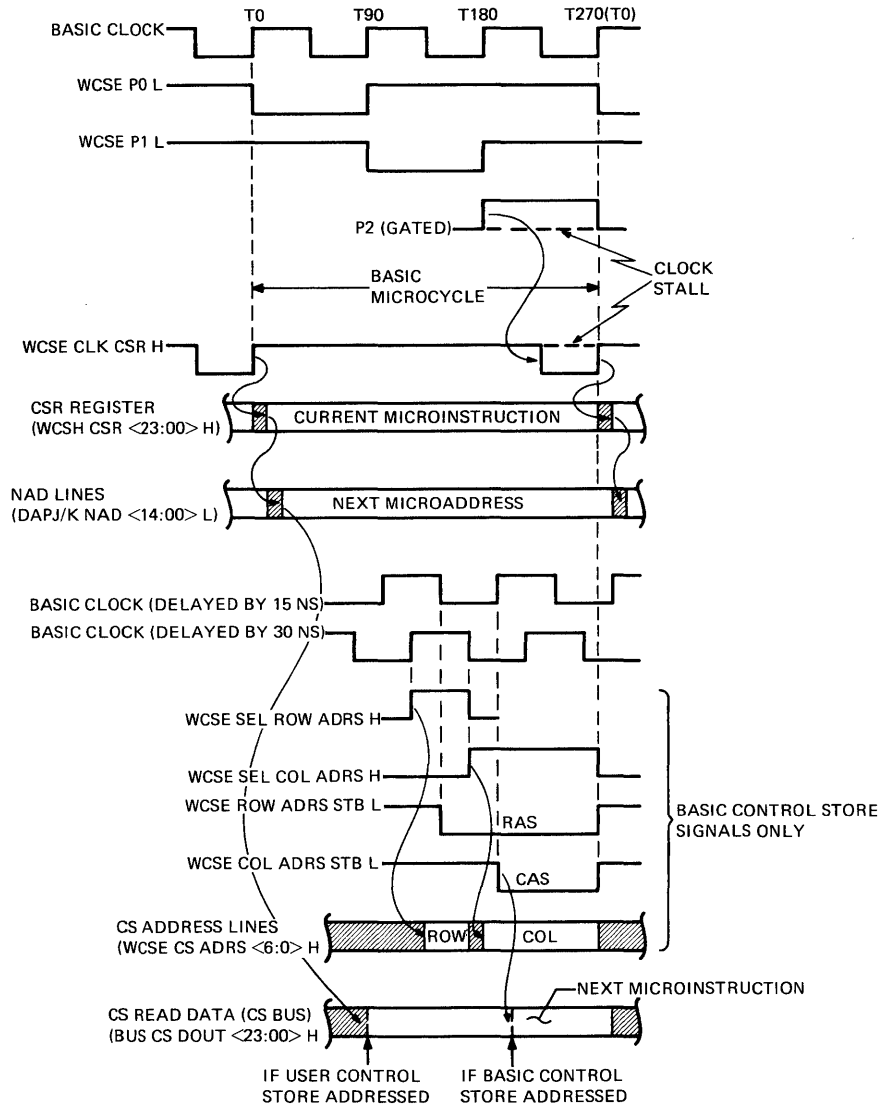 T0 T90 T180 T270(T0)
BASIC CLOCK
WCSE P0 L
WCSE P1 L
P2 (GATED)
CLOCK
STALL
BASIC
MICROCYCLE
WCSE CLK CSR H
CSR REGISTER
(WCSH CSR <23:00> H)
CURRENT MICROINSTRUCTION
NAD LINES
(DAPJ/K NAD <14:00> L)
NEXT MICROADDRESS
BASIC CLOCK (DELAYED BY 15 NS)
BASIC CLOCK (DELAYED BY 30 NS)
WCSE SEL ROW ADRS H
WCSE SEL COL ADRS H
WCSE ROW ADRS STB L
RAS
BASIC CONTROL STORE
SIGNALS ONLY
WCSE COL ADRS STB L
CAS
CS ADDRESS LINES
(WCSE CS ADRS <6:0> H
ROW COL
NEXT MICROINSTRUCTION
CS READ DATA (CS BUS)
(BUS CS DOUT <23:00> H
IF USER CONTROL
STORE ADDRESSED
IF BASIC CONTROL
STORE ADDRESSED